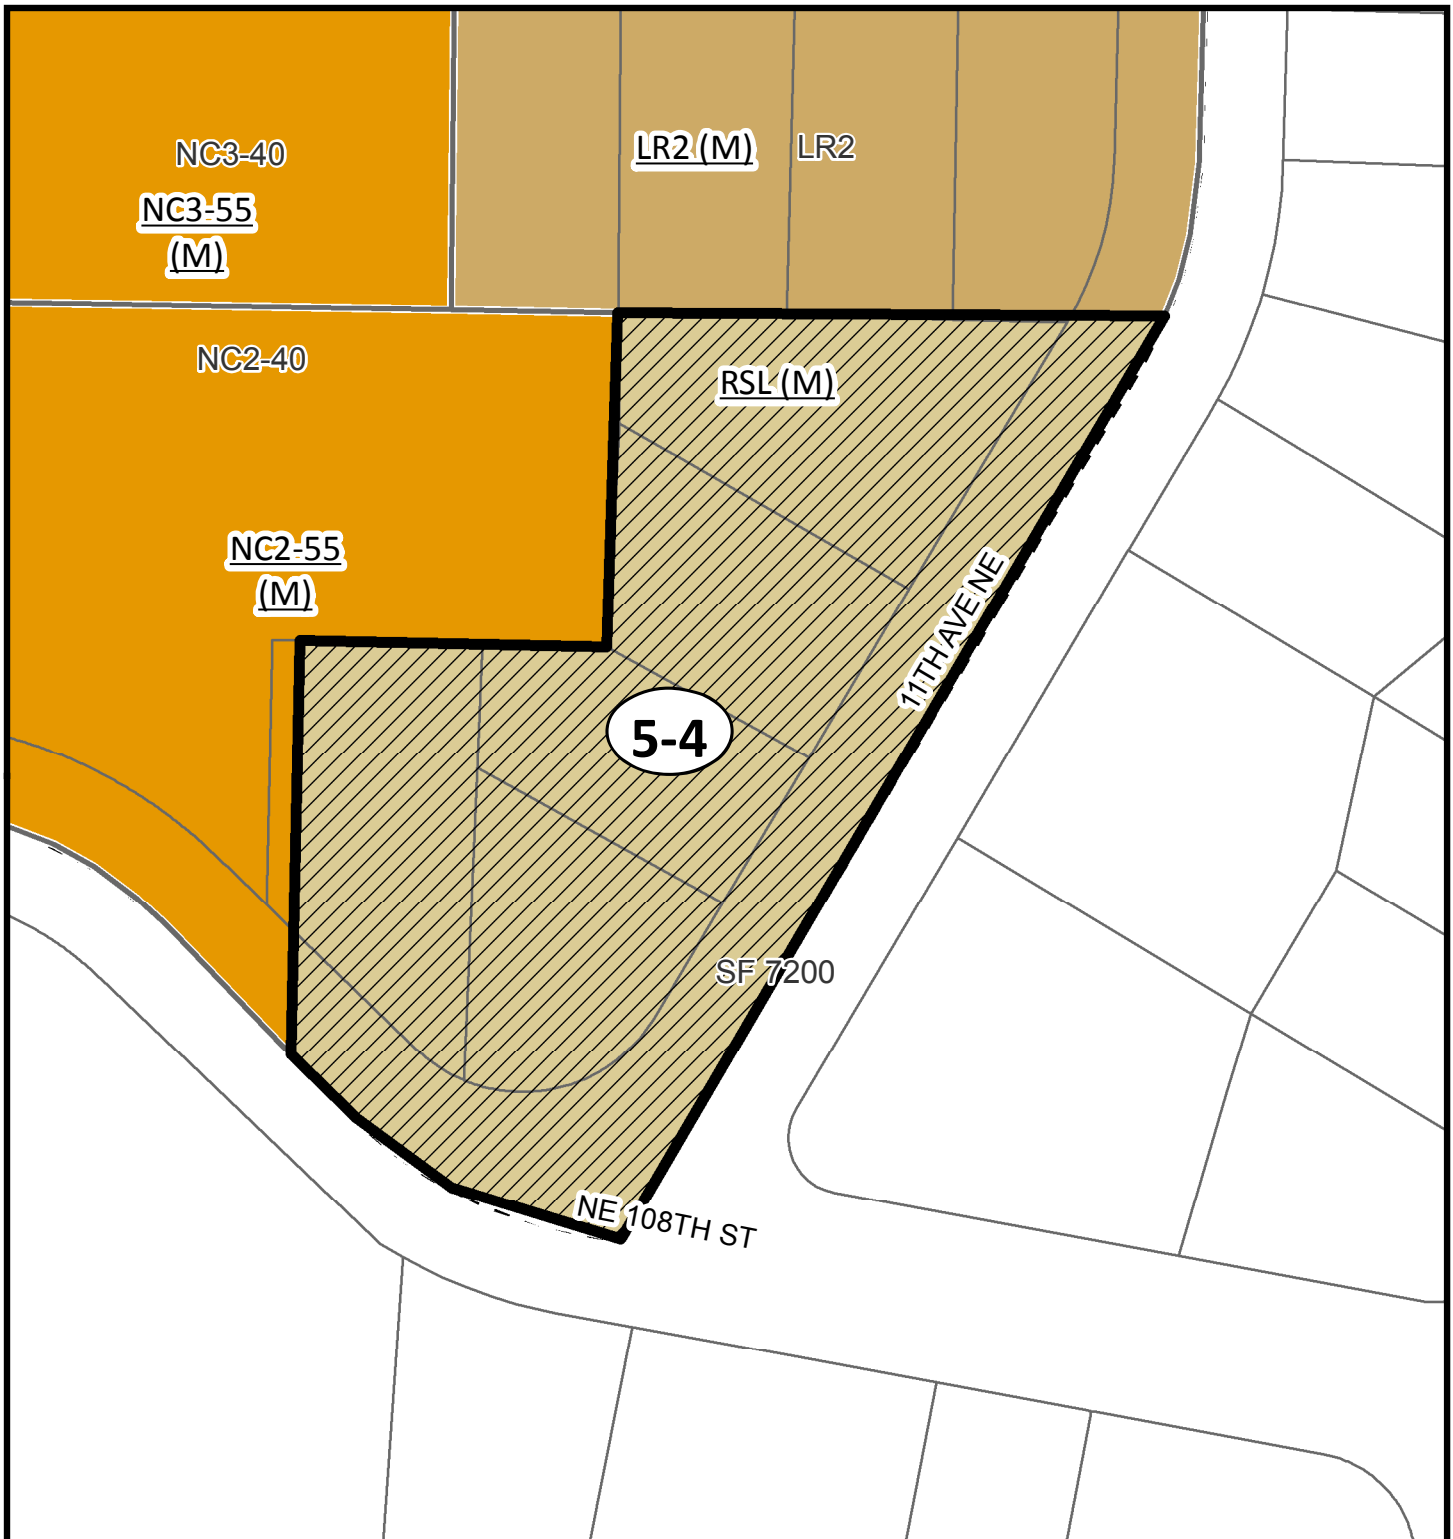 NC3-40
LR2 (M)
LR2
NC3-55
(M)
NC2-40
RSL (M)
NC2-55
(M)
11TH AVE NE
5-4
SF 7200
NE 108TH ST